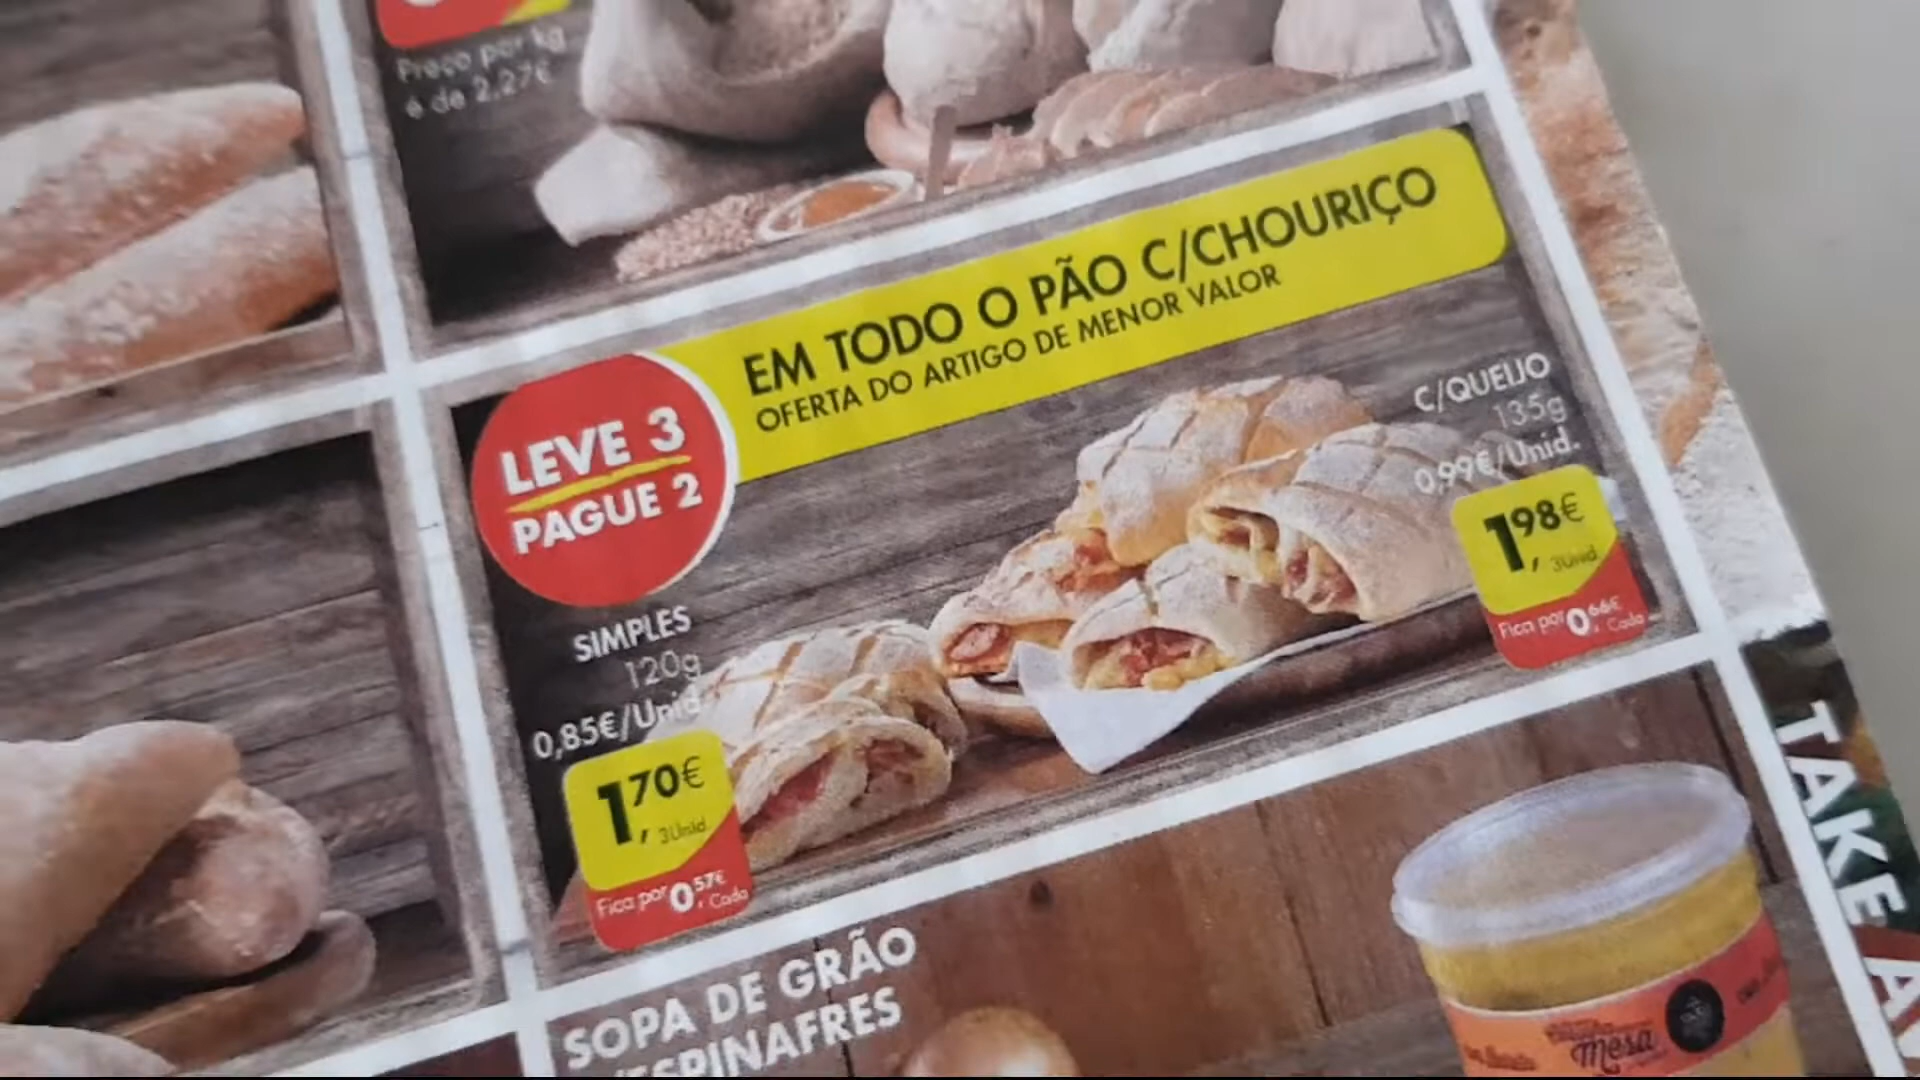 Preço por kg
é de 2,27€
EM TODO O PÃO C/CHOURIÇO
OFERTA DO ARTIGO DE MENOR VALOR
LEVE 3
PAGUE 2
C/QUEIJO
135g
0,99€/Unid.
1,98€
3Unid.
Fica por 0,66€ Cada
SIMPLES
120g
0,85€/Unid.
1,70€
3Unid.
Fica por 0,57€ Cada
SOPA DE GRÃO
ESPINAFRES
mesa
TAKE